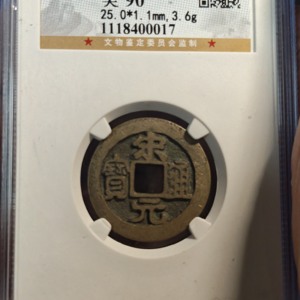 美 90
25.0*1.1mm,3.6g
1118400017
★ 文物鉴定委员会监制 ★
宋元通寶